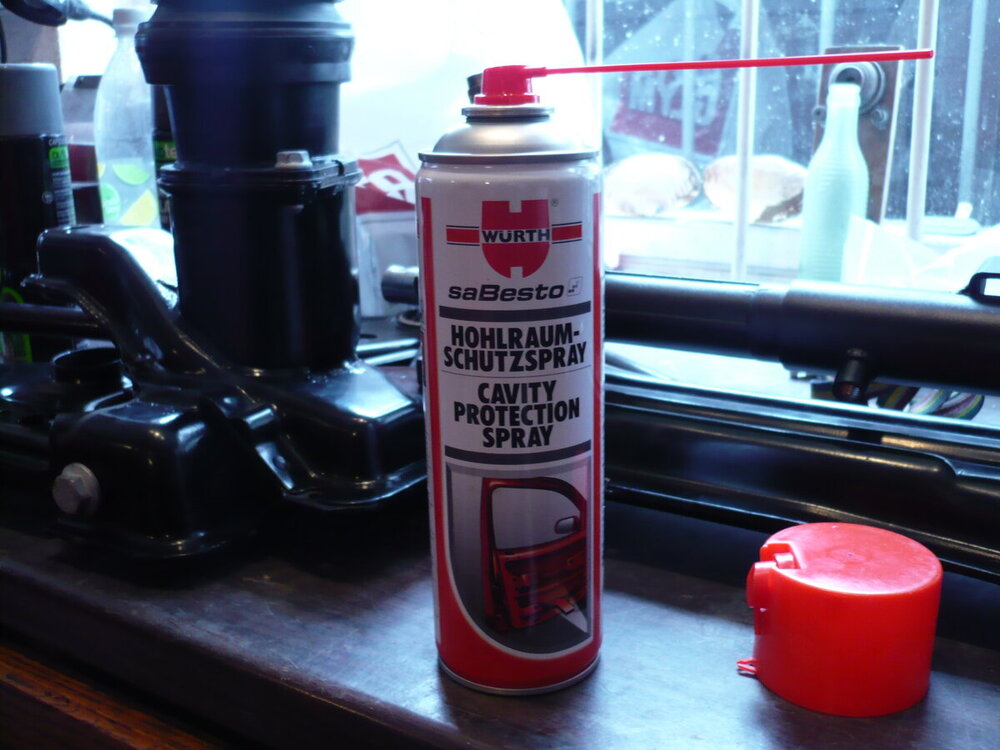 WÜRTH®
saBesto
HOHLRAUM-
SCHUTZSPRAY
CAVITY
PROTECTION
SPRAY